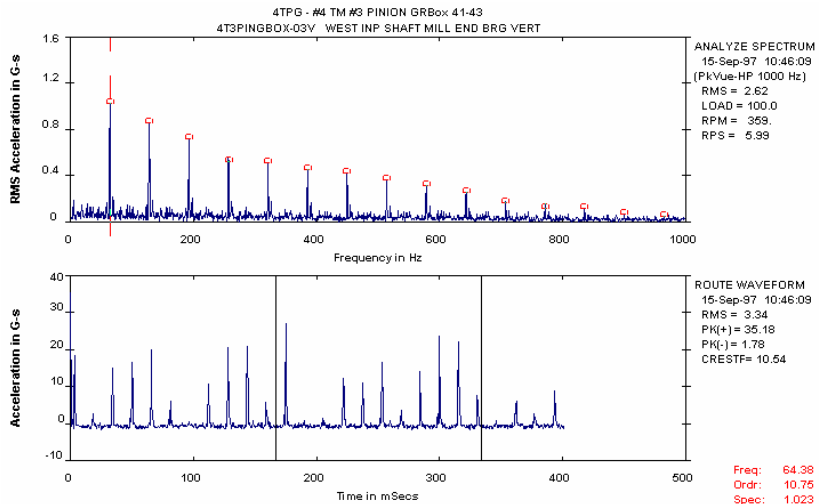 4TPG - #4 TM #3 PINION GRBox 41-43
4T3PINGBOX-03V WEST INP SHAFT MILL END BRG VERT
RMS Acceleration in G-s
1.6
1.2
0.8
0.4
0
0
200
400
600
800
1000
Frequency in Hz
ANALYZE SPECTRUM
15-Sep-97 10:46:09
(PkVue-HP 1000 Hz)
RMS = 2.62
LOAD = 100.0
RPM = 359.
RPS = 5.99
Acceleration in G-s
40
30
20
10
0
-10
0
100
200
300
400
500
Time in mSecs
ROUTE WAVEFORM
15-Sep-97 10:46:09
RMS = 3.34
PK(+) = 35.18
PK(-) = 1.78
CRESTF= 10.54
Freq: 64.38
Ordr: 10.75
Spec: 1.023